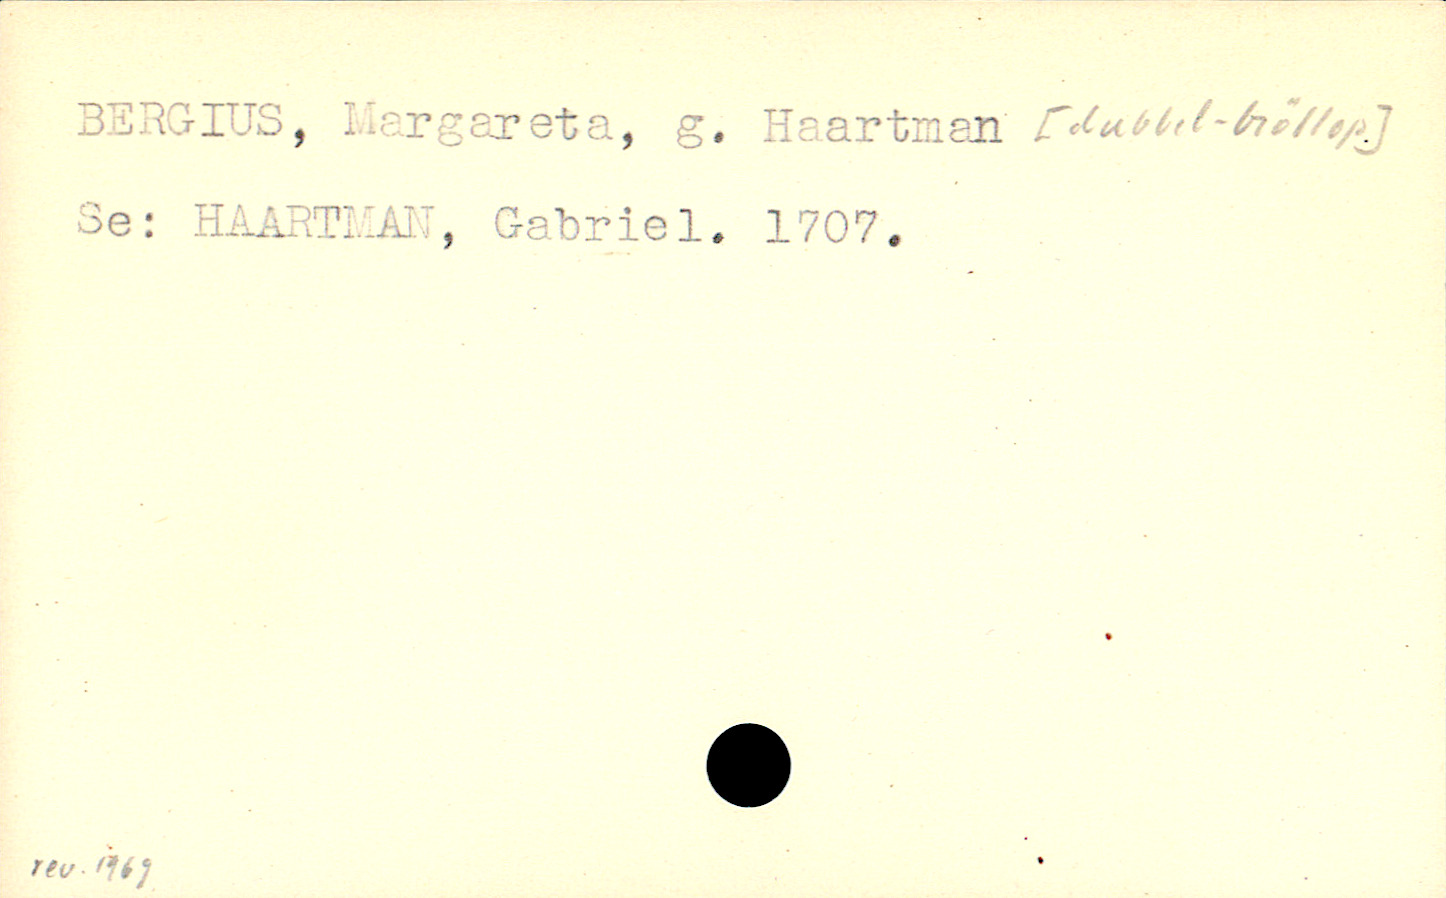 BERGIUS, Margareta, g. Haartman [dubbel-bröllop]
Se: HAARTMAN, Gabriel. 1707.
rev. 1969